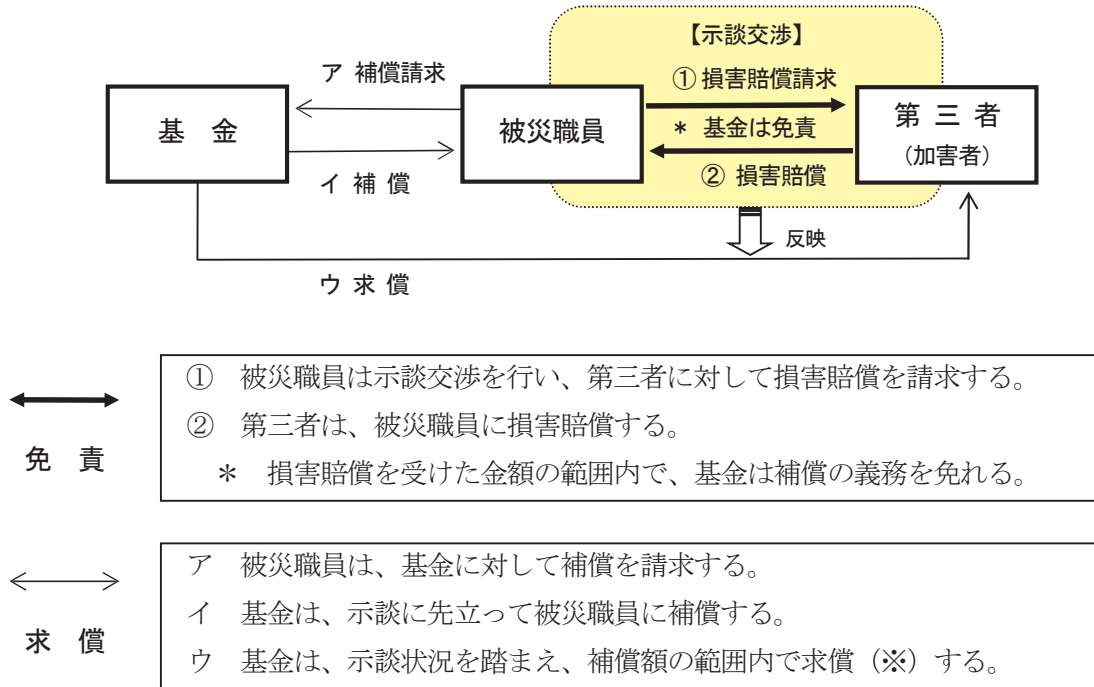 【示談交渉】
ア 補償請求
① 損害賠償請求
基 金
被災職員
* 基金は免責
第 三 者
（加害者）
イ 補 償
② 損害賠償
反映
ウ 求 償
① 被災職員は示談交渉を行い、第三者に対して損害賠償を請求する。
② 第三者は、被災職員に損害賠償する。
＊ 損害賠償を受けた金額の範囲内で、基金は補償の義務を免れる。
免 責
ア 被災職員は、基金に対して補償を請求する。
イ 基金は、示談に先立って被災職員に補償する。
ウ 基金は、示談状況を踏まえ、補償額の範囲内で求償（※）する。
求 償